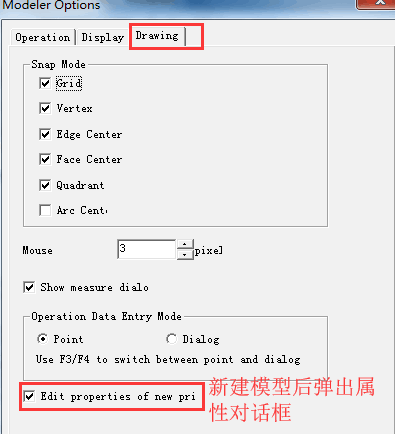 Modeler Options
Operation Display Drawing
Snap Mode
Grid
Vertex
Edge Center
Face Center
Quadrant
Arc Cente
Mouse 3 pixel
Show measure dialo
Operation Data Entry Mode
Point Dialog
Use F3/F4 to switch between point and dialog
Edit properties of new pri
新建模型后弹出属
性对话框